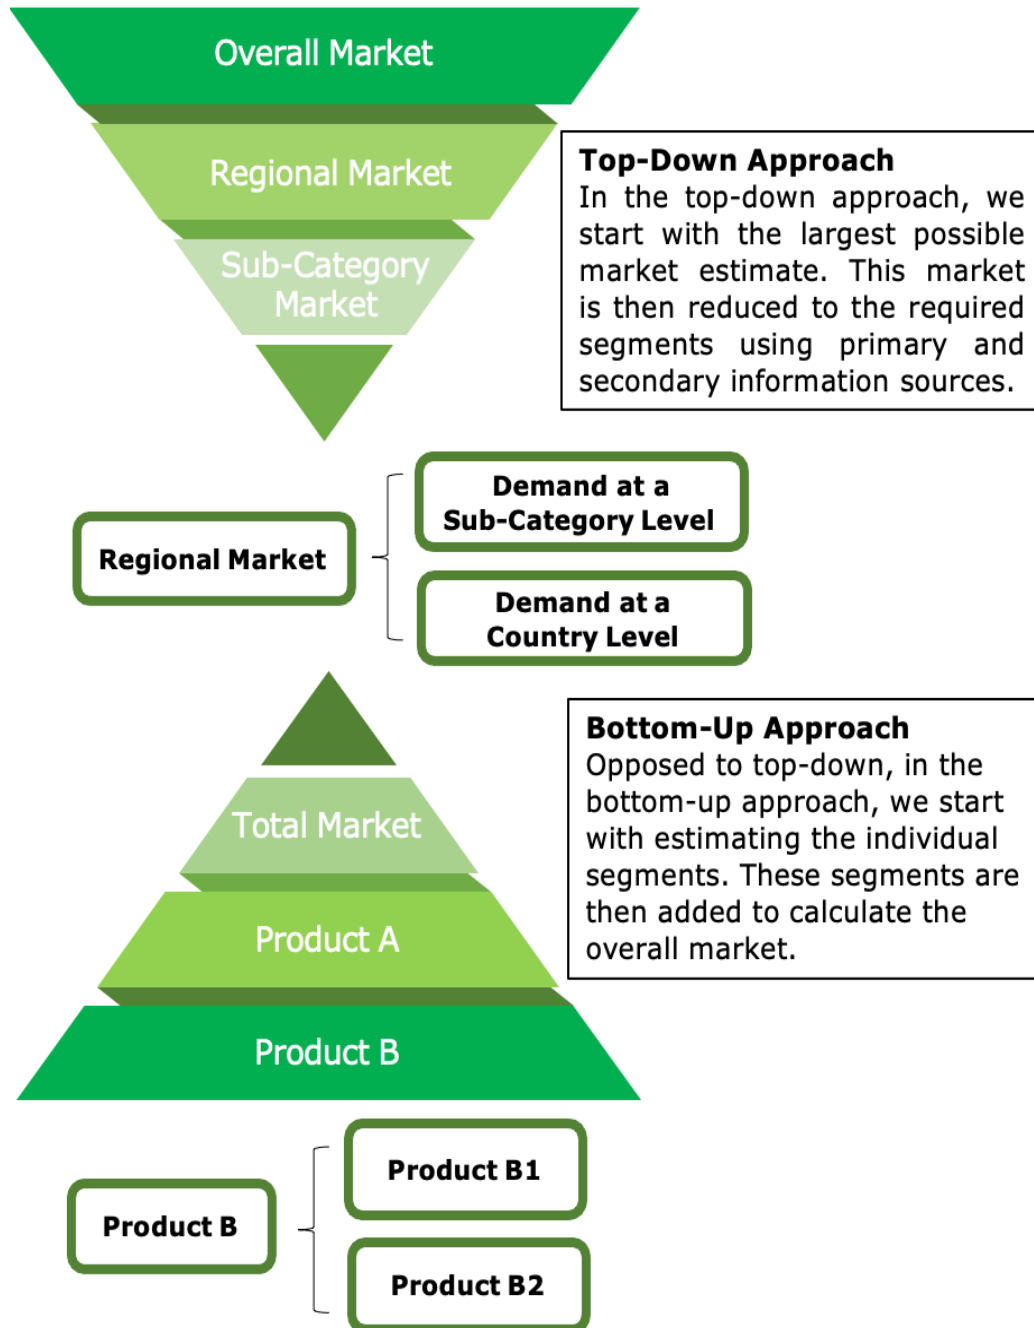 Overall Market
Regional Market
Sub-Category
Market
Top-Down Approach
In the top-down approach, we
start with the largest possible
market estimate. This market
is then reduced to the required
segments using primary and
secondary information sources.
Regional Market
Demand at a
Sub-Category Level
Demand at a
Country Level
Total Market
Product A
Product B
Bottom-Up Approach
Opposed to top-down, in the
bottom-up approach, we start
with estimating the individual
segments. These segments are
then added to calculate the
overall market.
Product B
Product B1
Product B2